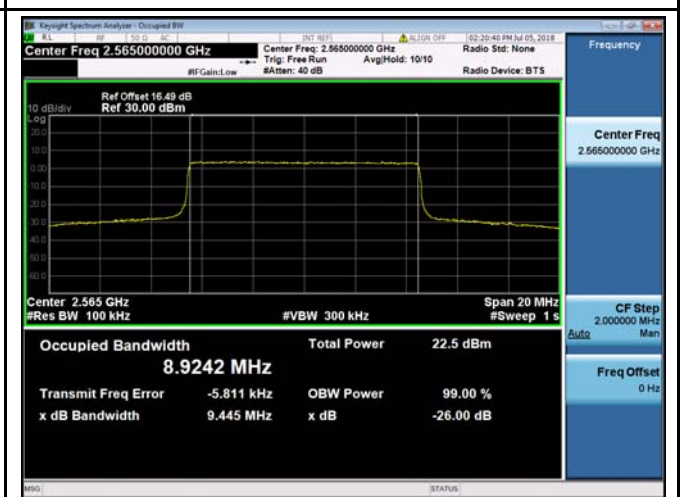 Keysight Spectrum Analyzer - Occupied BW
RL RF 50 Ω AC INT REF ALIGN OFF 02:20:40 PM Jul 05, 2018
Center Freq 2.565000000 GHz
Center Freq: 2.565000000 GHz
Radio Std: None
Trig: Free Run Avg|Hold: 10/10
#IFGain:Low
#Atten: 40 dB
Radio Device: BTS
Frequency
Ref Offset 16.49 dB
10 dB/div Ref 30.00 dBm
Log
20.0
10.0
0.00
-10.0
-20.0
-30.0
-40.0
-50.0
-60.0
Center Freq
2.565000000 GHz
Center 2.565 GHz
Span 20 MHz
#Res BW 100 kHz
#VBW 300 kHz
#Sweep 1 s
CF Step
2.000000 MHz
Auto Man
Occupied Bandwidth
8.9242 MHz
Total Power 22.5 dBm
Transmit Freq Error -5.811 kHz
OBW Power 99.00 %
x dB Bandwidth 9.445 MHz
x dB -26.00 dB
Freq Offset
0 Hz
MSG
STATUS